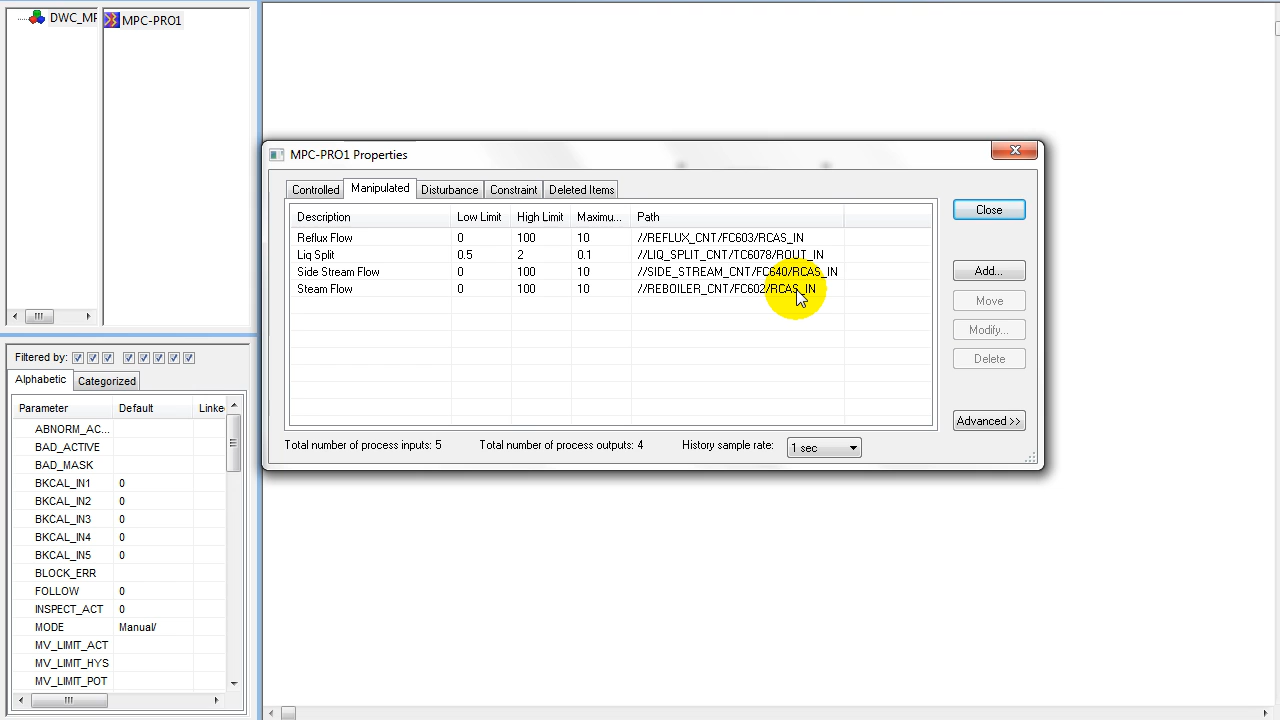 DWC_MP
MPC-PRO1
MPC-PRO1 Properties
Controlled Manipulated Disturbance Constraint Deleted Items
Description Low Limit High Limit Maximu... Path
Reflux Flow 0 100 10 //REFLUX_CNT/FC603/RCAS_IN
Liq Split 0.5 2 0.1 //LIQ_SPLIT_CNT/TC6078/ROUT_IN
Side Stream Flow 0 100 10 //SIDE_STREAM_CNT/FC640/RCAS_IN
Steam Flow 0 100 10 //REBOILER_CNT/FC602/RCAS_IN
Close
Add...
Move
Modify...
Delete
Advanced >>
Total number of process inputs: 5 Total number of process outputs: 4 History sample rate: 1 sec
Filtered by:
Alphabetic Categorized
Parameter Default Linke
ABNORM_AC...
BAD_ACTIVE
BAD_MASK
BKCAL_IN1 0
BKCAL_IN2 0
BKCAL_IN3 0
BKCAL_IN4 0
BKCAL_IN5 0
BLOCK_ERR
FOLLOW 0
INSPECT_ACT 0
MODE Manual/
MV_LIMIT_ACT
MV_LIMIT_HYS
MV_LIMIT_POT